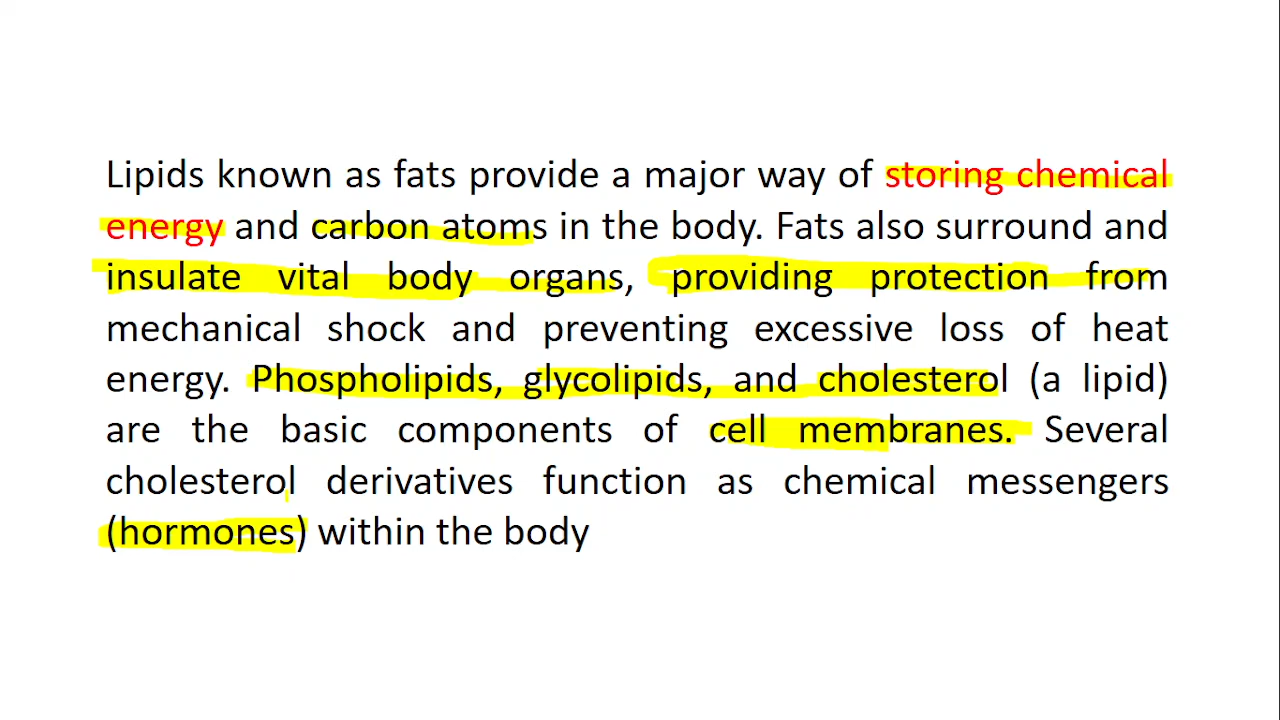 Lipids known as fats provide a major way of storing chemical
energy and carbon atoms in the body. Fats also surround and
insulate vital body organs, providing protection from
mechanical shock and preventing excessive loss of heat
energy. Phospholipids, glycolipids, and cholesterol (a lipid)
are the basic components of cell membranes. Several
cholesterol derivatives function as chemical messengers
(hormones) within the body